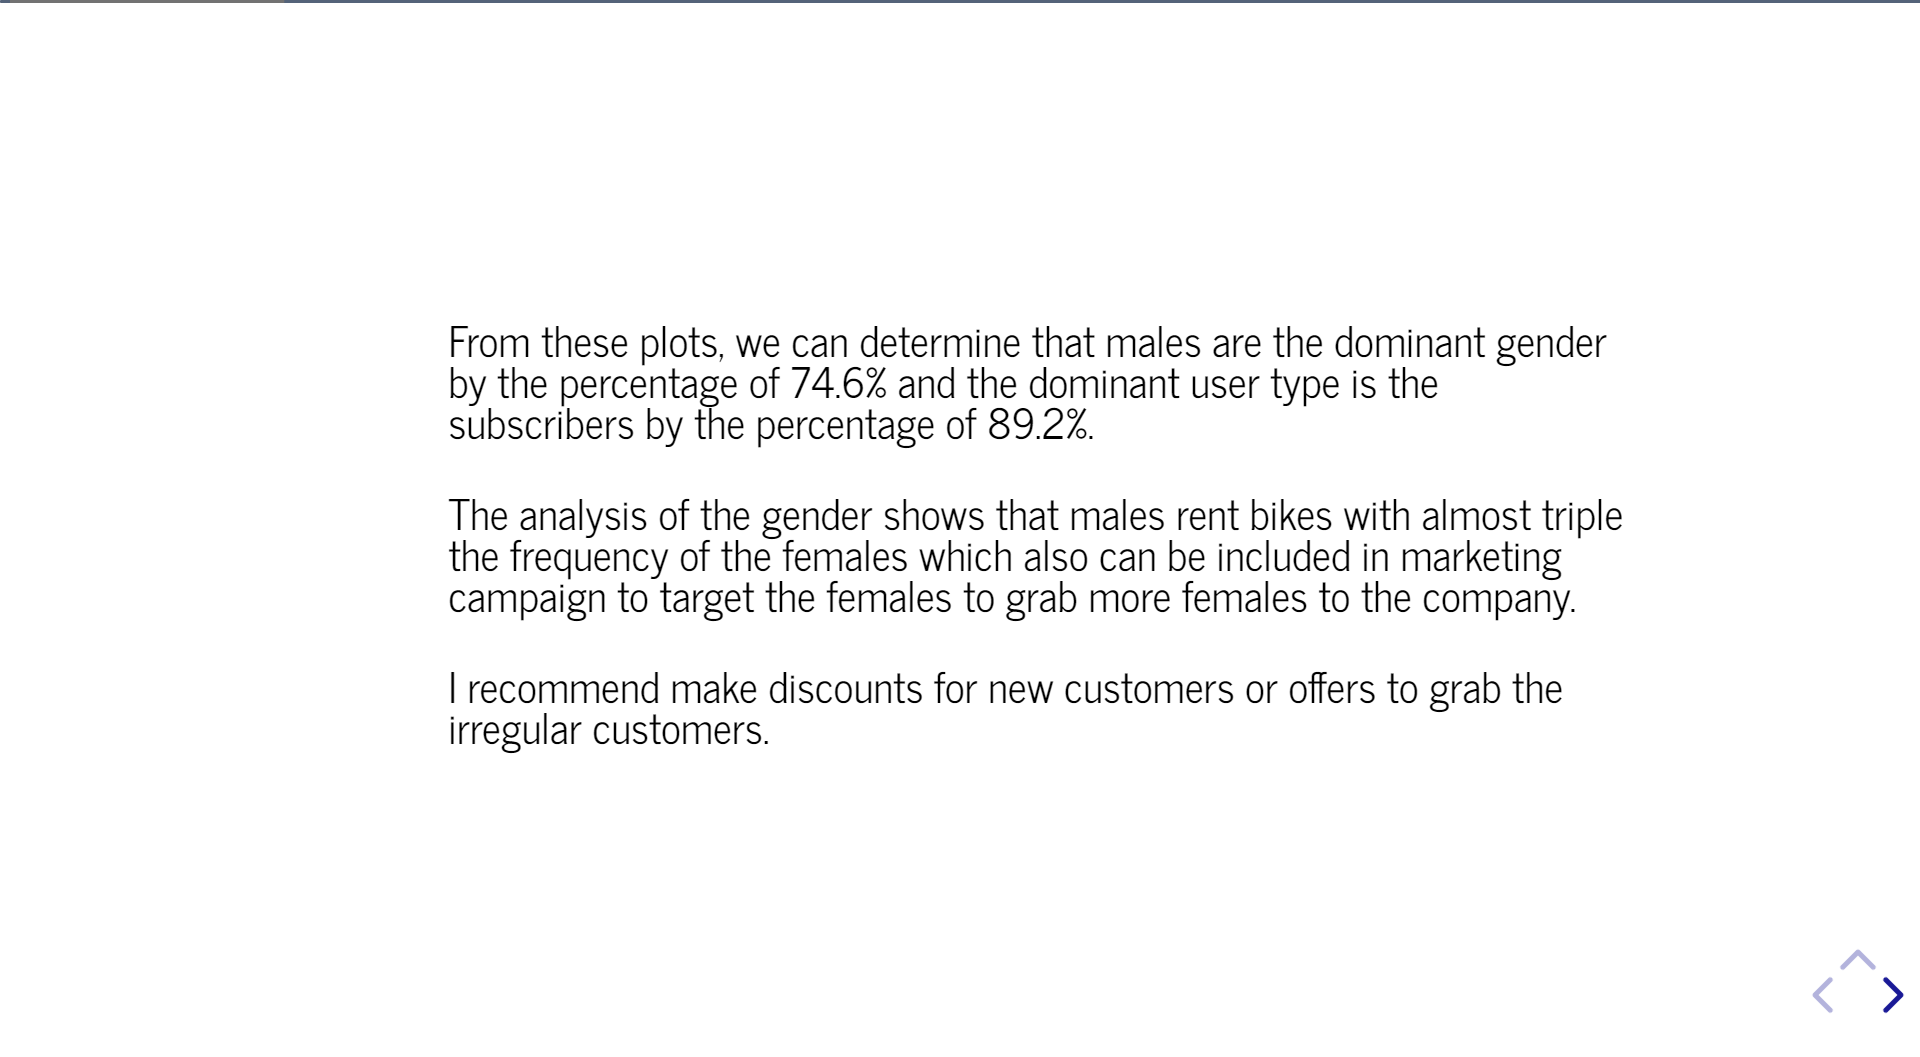 From these plots, we can determine that males are the dominant gender
by the percentage of 74.6% and the dominant user type is the
subscribers by the percentage of 89.2%.
The analysis of the gender shows that males rent bikes with almost triple
the frequency of the females which also can be included in marketing
campaign to target the females to grab more females to the company.
I recommend make discounts for new customers or offers to grab the
irregular customers.